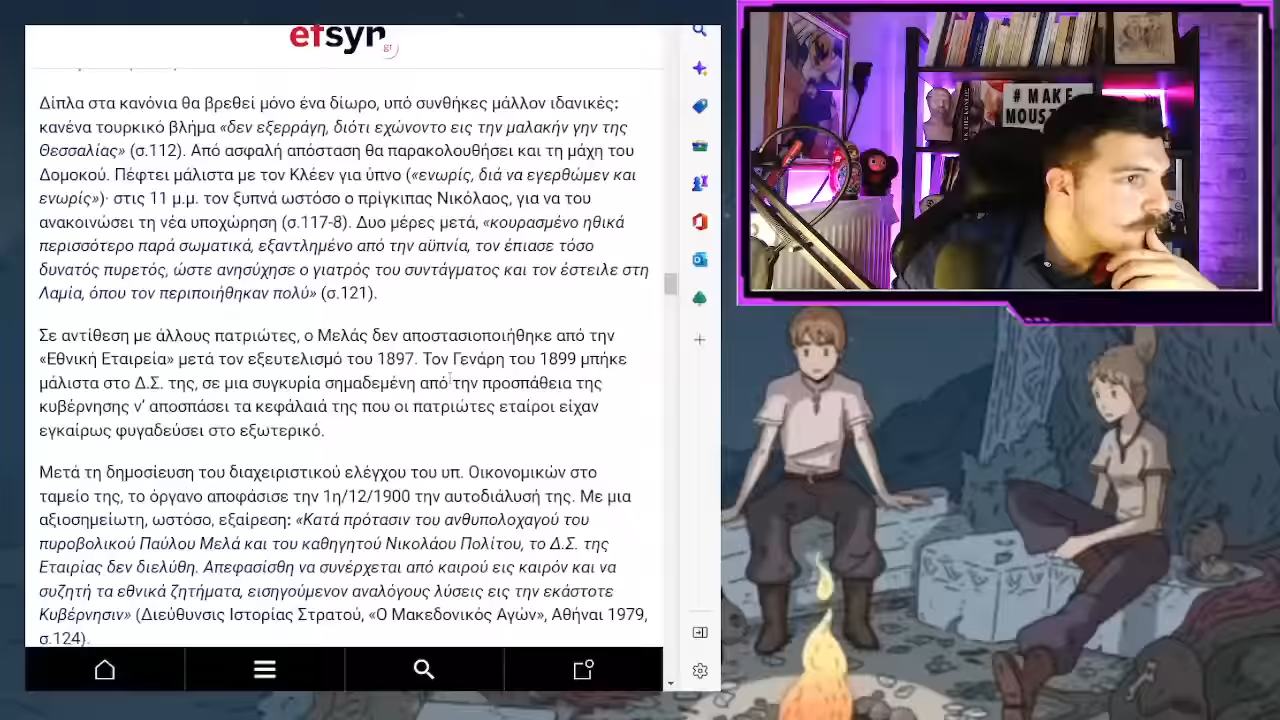 efsyn
gr
Δίπλα στα κανόνια θα βρεθεί μόνο ένα δίωρο, υπό συνθήκες μάλλον ιδανικές:
κανένα τουρκικό βλήμα «δεν εξερράγη, διότι εχώνοντο εις την μαλακήν γην της
Θεσσαλίας» (σ.112). Από ασφαλή απόσταση θα παρακολουθήσει και τη μάχη του
Δομοκού. Πέφτει μάλιστα με τον Κλέεν για ύπνο («ενωρίς, διά να εγερθώμεν και
ενωρίς»)· στις 11 μ.μ. τον ξυπνά ωστόσο ο πρίγκιπας Νικόλαος, για να του
ανακοινώσει τη νέα υποχώρηση (σ.117-8). Δυο μέρες μετά, «κουρασμένο ηθικά
περισσότερο παρά σωματικά, εξαντλημένο από την αϋπνία, τον έπιασε τόσο
δυνατός πυρετός, ώστε ανησύχησε ο γιατρός του συντάγματος και τον έστειλε στη
Λαμία, όπου τον περιποιήθηκαν πολύ» (σ.121).
Σε αντίθεση με άλλους πατριώτες, ο Μελάς δεν αποστασιοποιήθηκε από την
«Εθνική Εταιρεία» μετά τον εξευτελισμό του 1897. Τον Γενάρη του 1899 μπήκε
μάλιστα στο Δ.Σ. της, σε μια συγκυρία σημαδεμένη από την προσπάθεια της
κυβέρνησης ν’ αποσπάσει τα κεφάλαιά της που οι πατριώτες εταίροι είχαν
εγκαίρως φυγαδεύσει στο εξωτερικό.
Μετά τη δημοσίευση του διαχειριστικού ελέγχου του υπ. Οικονομικών στο
ταμείο της, το όργανο αποφάσισε την 1η/12/1900 την αυτοδιάλυσή της. Με μια
αξιοσημείωτη, ωστόσο, εξαίρεση: «Κατά πρότασιν του ανθυπολοχαγού του
πυροβολικού Παύλου Μελά και του καθηγητού Νικολάου Πολίτου, το Δ.Σ. της
Εταιρίας δεν διελύθη. Απεφασίσθη να συνέρχεται από καιρού εις καιρόν και να
συζητή τα εθνικά ζητήματα, εισηγούμενον αναλόγους λύσεις εις την εκάστοτε
Κυβέρνησιν» (Διεύθυνσις Ιστορίας Στρατού, «Ο Μακεδονικός Αγών», Αθήναι 1979,
σ.124).
# MAKE
MOUST